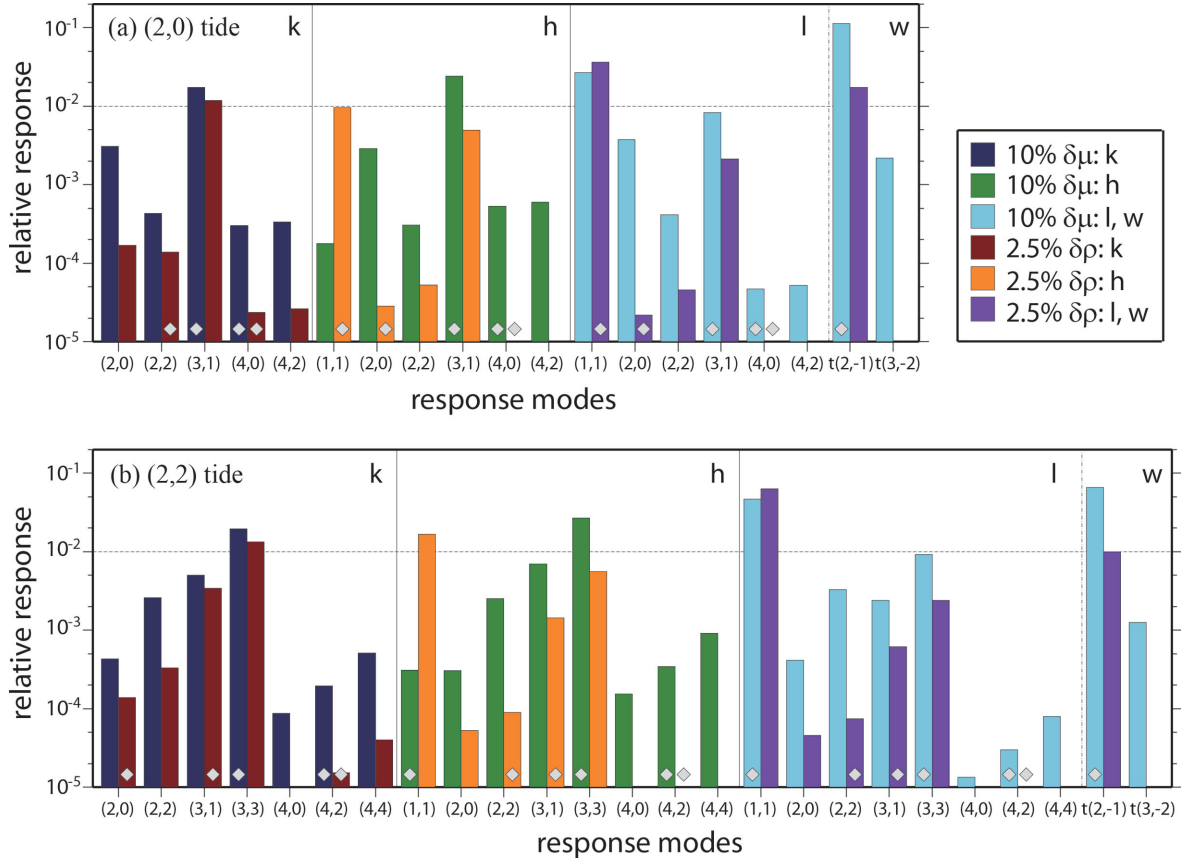 (a) (2,0) tide k h l w
relative response
10⁻¹
10⁻²
10⁻³
10⁻⁴
10⁻⁵
(2,0) (2,2) (3,1) (4,0) (4,2) (1,1) (2,0) (2,2) (3,1) (4,0) (4,2) (1,1) (2,0) (2,2) (3,1) (4,0) (4,2) t(2,-1) t(3,-2)
response modes
10% δμ: k
10% δμ: h
10% δμ: l, w
2.5% δρ: k
2.5% δρ: h
2.5% δρ: l, w
(b) (2,2) tide k h l w
relative response
10⁻¹
10⁻²
10⁻³
10⁻⁴
10⁻⁵
(2,0) (2,2) (3,1) (3,3) (4,0) (4,2) (4,4) (1,1) (2,0) (2,2) (3,1) (3,3) (4,0) (4,2) (4,4) (1,1) (2,0) (2,2) (3,1) (3,3) (4,0) (4,2) (4,4) t(2,-1) t(3,-2)
response modes